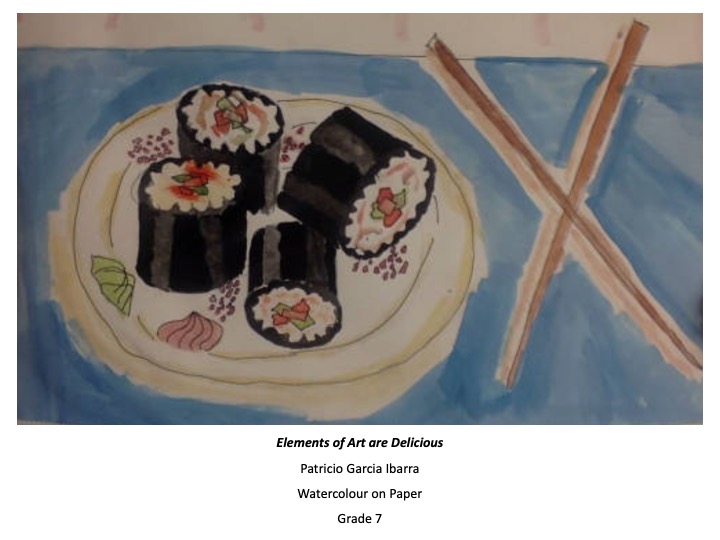 Elements of Art are Delicious
Patricio Garcia Ibarra
Watercolour on Paper
Grade 7